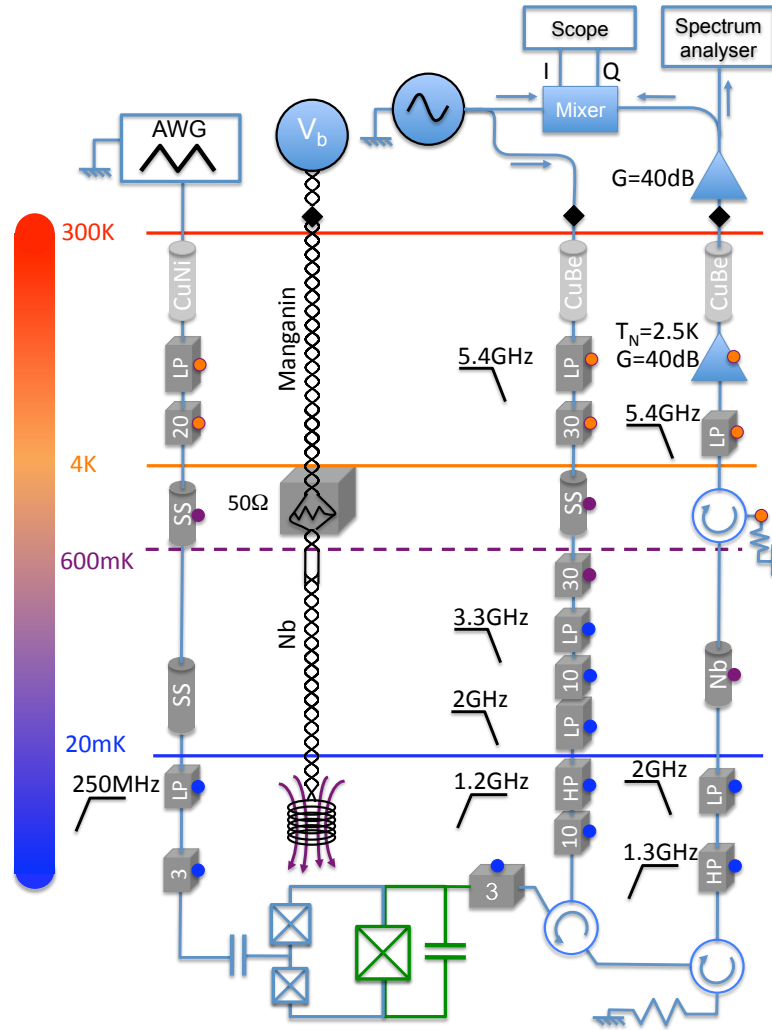 Scope
Spectrum
analyser
I
Q
Mixer
AWG
V_b
G=40dB
300K
CuNi
Manganin
CuBe
CuBe
T_N=2.5K
G=40dB
LP
5.4GHz
LP
20
30
5.4GHz
LP
4K
50Ω
SS
SS
600mK
30
3.3GHz
LP
Nb
10
Nb
SS
2GHz
LP
20mK
250MHz
LP
1.2GHz
HP
2GHz
LP
10
1.3GHz
HP
3
3